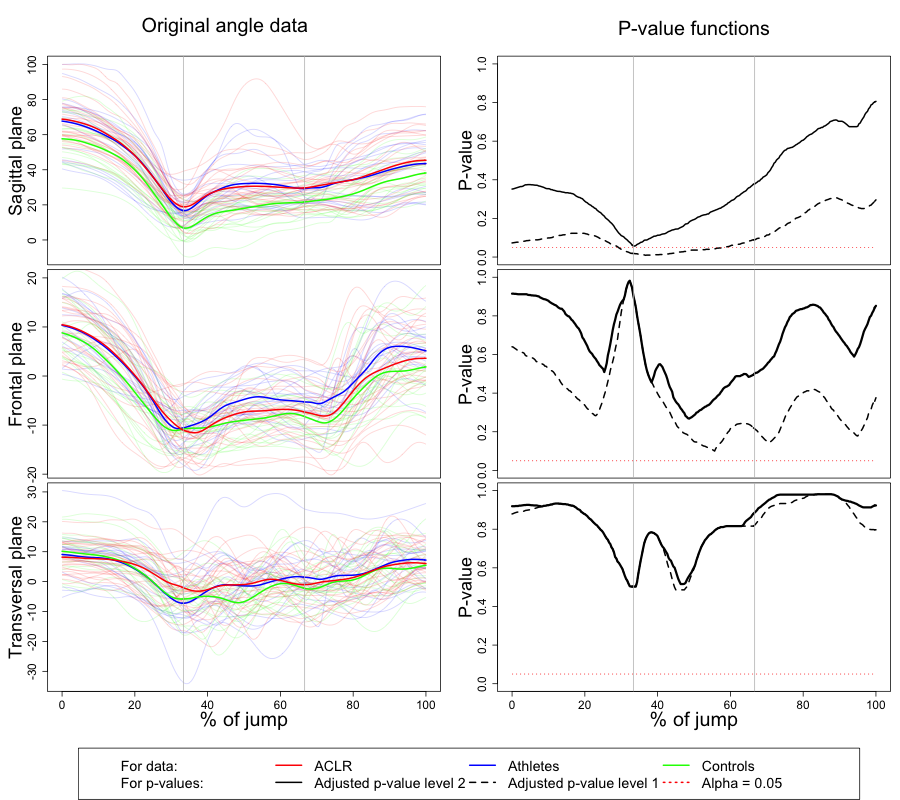 Original angle data
P-value functions
Sagittal plane
0 20 40 60 80 100
P-value
0.0 0.2 0.4 0.6 0.8 1.0
Frontal plane
-20 -10 0 10 20
P-value
0.0 0.2 0.4 0.6 0.8 1.0
Transversal plane
-30 -20 -10 0 10 20 30
P-value
0.0 0.2 0.4 0.6 0.8 1.0
0 20 40 60 80 100
0 20 40 60 80 100
% of jump
% of jump
For data: ACLR Athletes Controls
For p-values: Adjusted p-value level 2 Adjusted p-value level 1 Alpha = 0.05